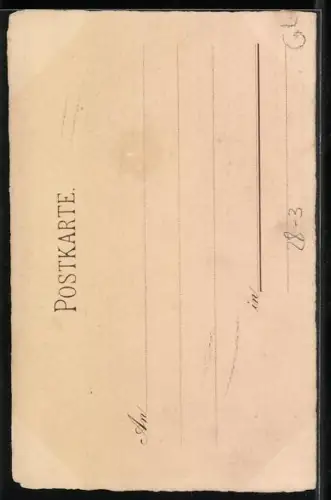 POSTKARTE.
An
in
28-3